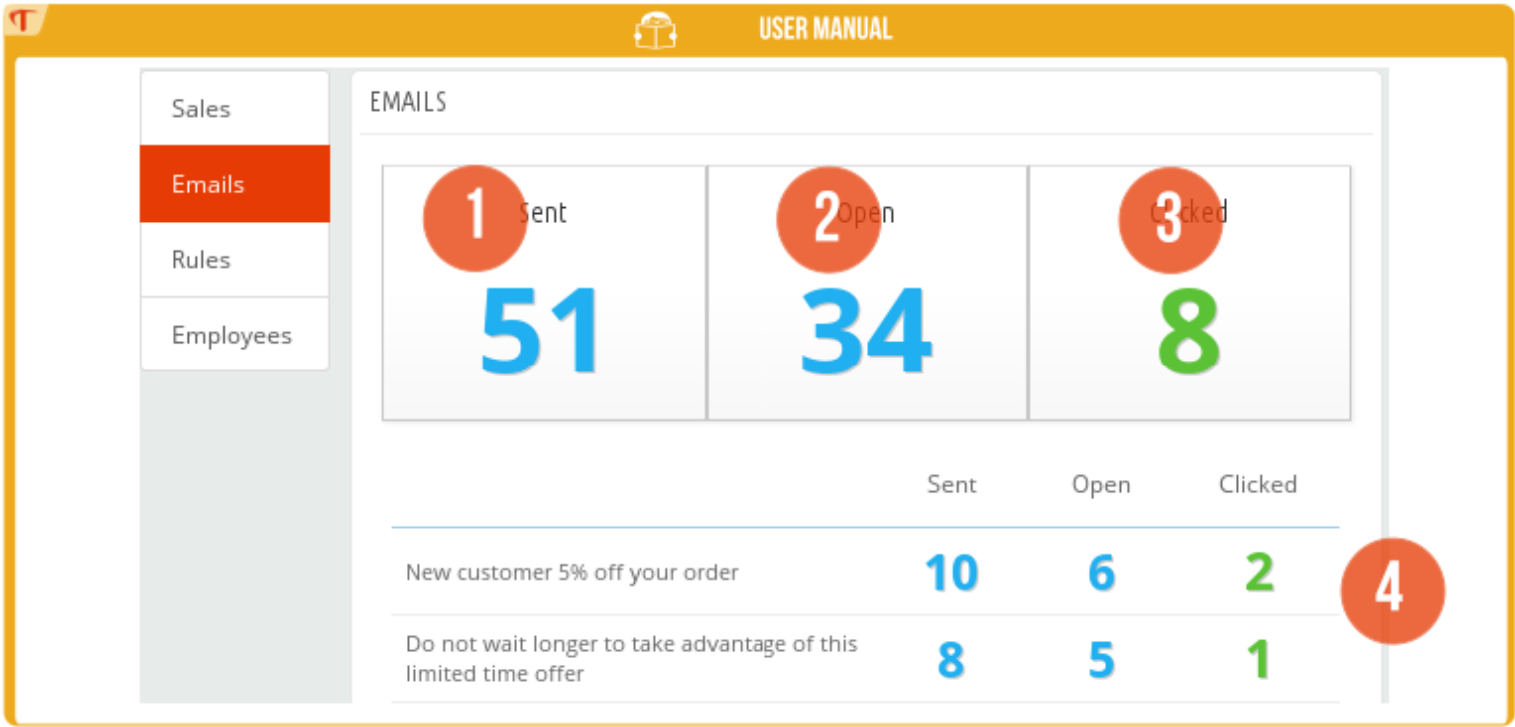 USER MANUAL
Sales
Emails
Rules
Employees
EMAILS
1 Sent
2 Open
3 Clicked
51 34 8
Sent Open Clicked
New customer 5% off your order 10 6 2
4
Do not wait longer to take advantage of this
limited time offer 8 5 1